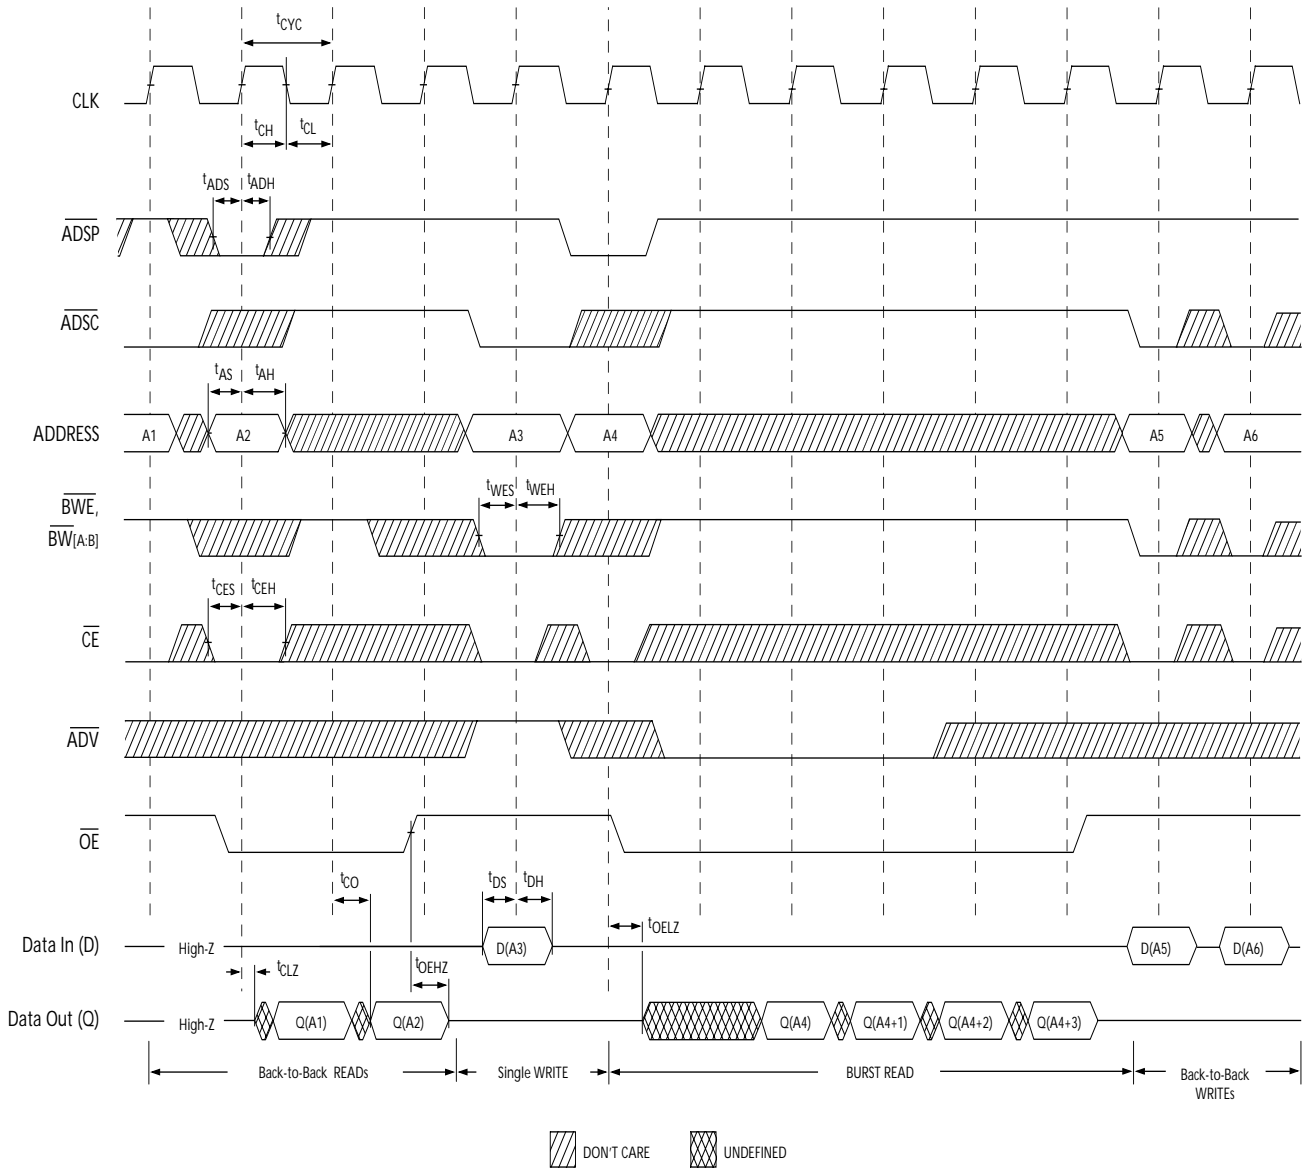 tCYC
CLK
tCH
tCL
tADS
tADH
ADSP
ADSC
tAS
tAH
ADDRESS
A1
A2
A3
A4
A5
A6
tWES
tWEH
BWE,
BW[A:B]
tCES
tCEH
CE
ADV
OE
tCO
tDS
tDH
tOELZ
Data In (D)
High-Z
D(A3)
D(A5)
D(A6)
tCLZ
tOEHZ
Data Out (Q)
High-Z
Q(A1)
Q(A2)
Q(A4)
Q(A4+1)
Q(A4+2)
Q(A4+3)
Back-to-Back READs
Single WRITE
BURST READ
Back-to-Back
WRITEs
DON'T CARE
UNDEFINED